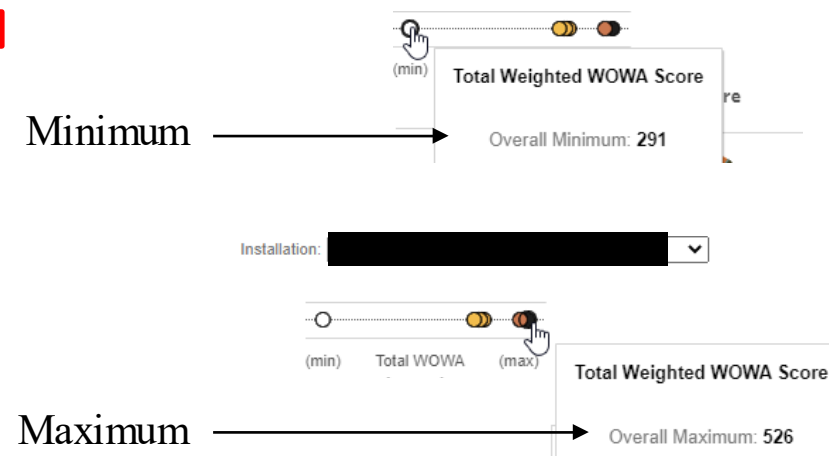 (min)
Total Weighted WOWA Score
re
Minimum
Overall Minimum: 291
Installation:
(min) Total WOWA (max)
Total Weighted WOWA Score
Maximum
Overall Maximum: 526